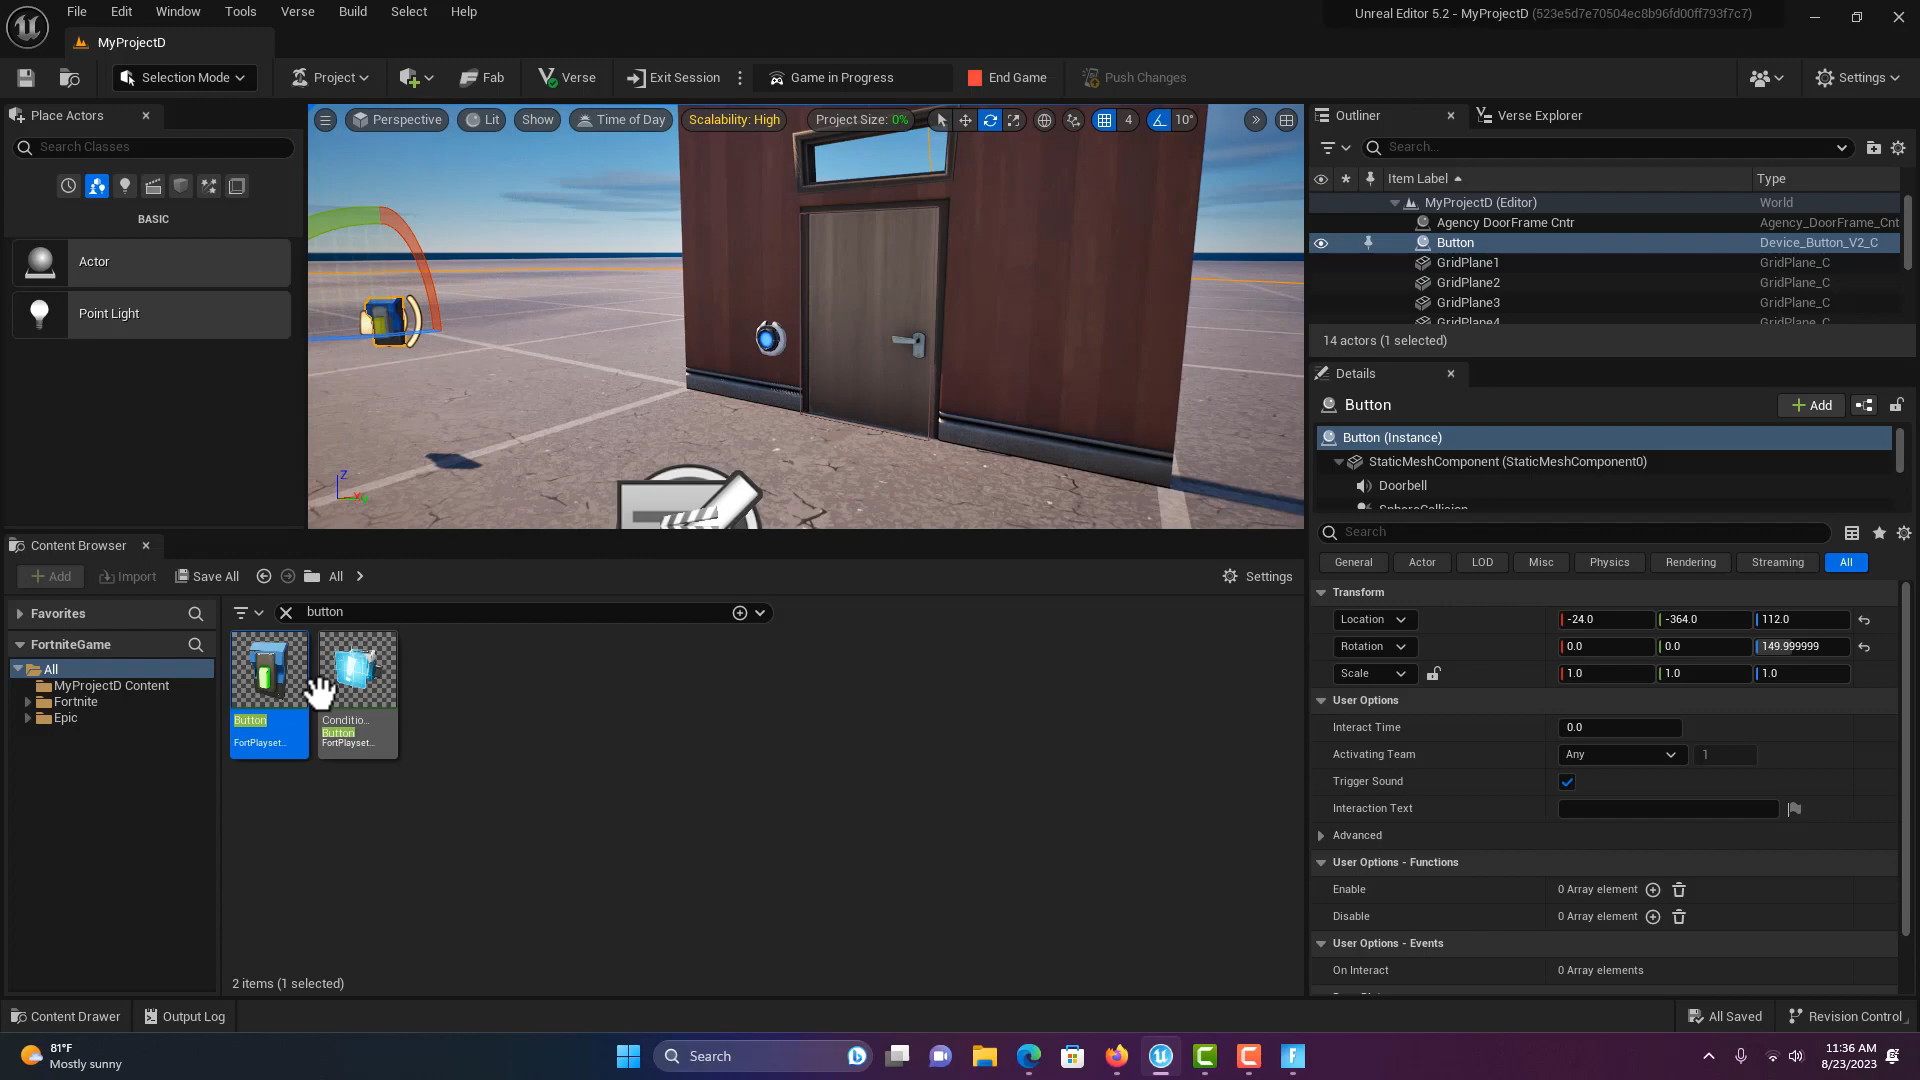 File Edit Window Tools Verse Build Select Help
Unreal Editor 5.2 - MyProjectD (523e5d7e70504ec8b96fd00ff793f7c7)
MyProjectD
Selection Mode
Project
Fab
Verse
Exit Session
Game in Progress
End Game
Push Changes
Settings
Place Actors
Search Classes
BASIC
Actor
Point Light
Perspective
Lit
Show
Time of Day
Scalability: High
Project Size: 0%
4
10°
Outliner
Verse Explorer
Search...
Item Label
Type
MyProjectD (Editor) World
Agency DoorFrame Cntr Agency_DoorFrame_Cnt
Button Device_Button_V2_C
GridPlane1 GridPlane_C
GridPlane2 GridPlane_C
GridPlane3 GridPlane_C
GridPlane4 GridPlane_C
14 actors (1 selected)
Details
Button
Add
Button (Instance)
StaticMeshComponent (StaticMeshComponent0)
Doorbell
SphereCollision
Search
General Actor LOD Misc Physics Rendering Streaming All
Transform
Location -24.0 -364.0 112.0
Rotation 0.0 0.0 149.999999
Scale 1.0 1.0 1.0
User Options
Interact Time 0.0
Activating Team Any 1
Trigger Sound
Interaction Text
Advanced
User Options - Functions
Enable 0 Array element
Disable 0 Array element
User Options - Events
On Interact 0 Array elements
Content Browser
Add
Import
Save All
All
Settings
Favorites
FortniteGame
All
MyProjectD Content
Fortnite
Epic
button
Button
FortPlayset...
Conditio...
Button
FortPlayset...
2 items (1 selected)
Content Drawer
Output Log
All Saved
Revision Control
81°F
Mostly sunny
Search
11:36 AM
8/23/2023